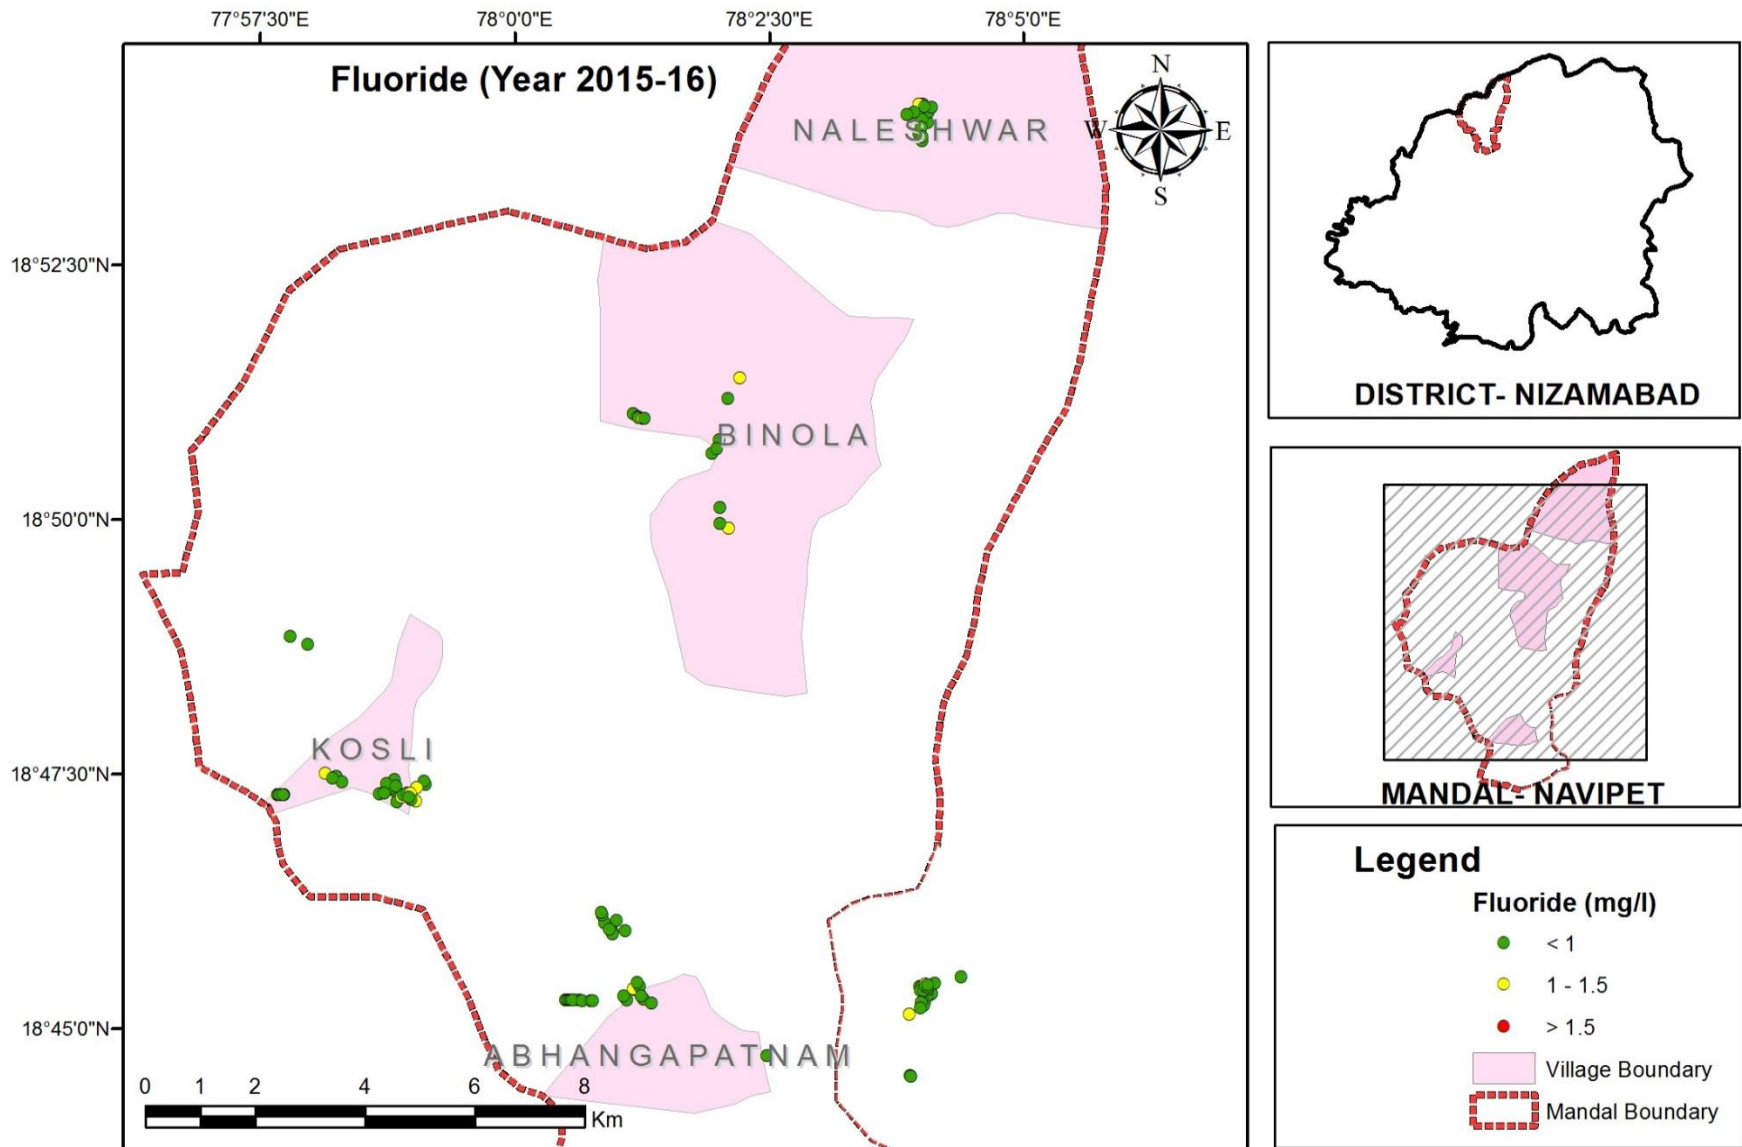 77°57'30"E
78°0'0"E
78°2'30"E
78°5'0"E
Fluoride (Year 2015-16)
N
W
E
S
NALESHWAR
18°52'30"N
BINOLA
18°50'0"N
KOSLI
18°47'30"N
18°45'0"N
ABHANGAPATNAM
0 1 2 4 6 8
Km
DISTRICT- NIZAMABAD
MANDAL- NAVIPET
Legend
Fluoride (mg/l)
< 1
1 - 1.5
> 1.5
Village Boundary
Mandal Boundary